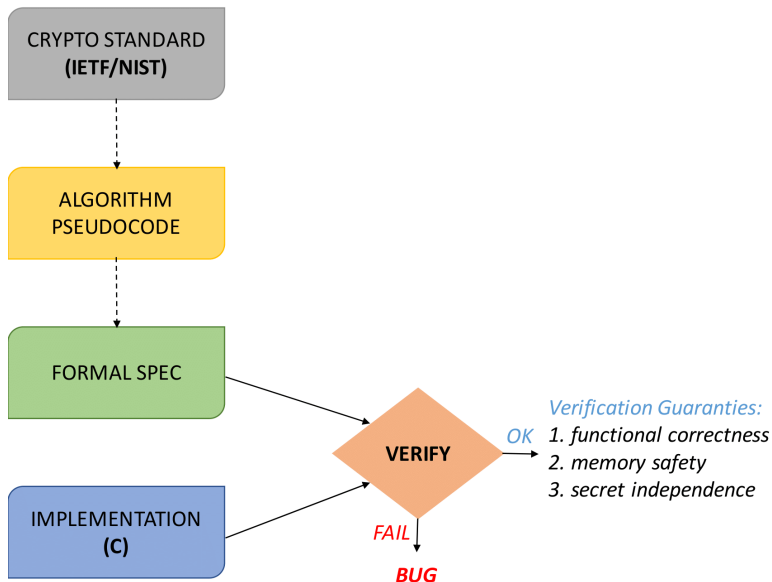 CRYPTO STANDARD
(IETF/NIST)
ALGORITHM
PSEUDOCODE
FORMAL SPEC
IMPLEMENTATION
(C)
VERIFY
OK
Verification Guaranties:
1. functional correctness
2. memory safety
3. secret independence
FAIL
BUG